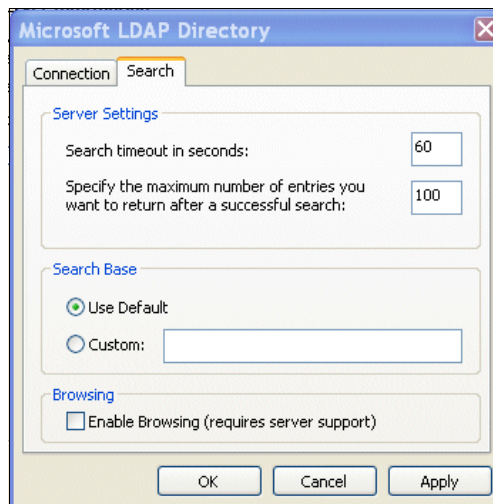 Microsoft LDAP Directory
Connection
Search
Server Settings
Search timeout in seconds:
60
Specify the maximum number of entries you
want to return after a successful search:
100
Search Base
Use Default
Custom:
Browsing
Enable Browsing (requires server support)
OK
Cancel
Apply